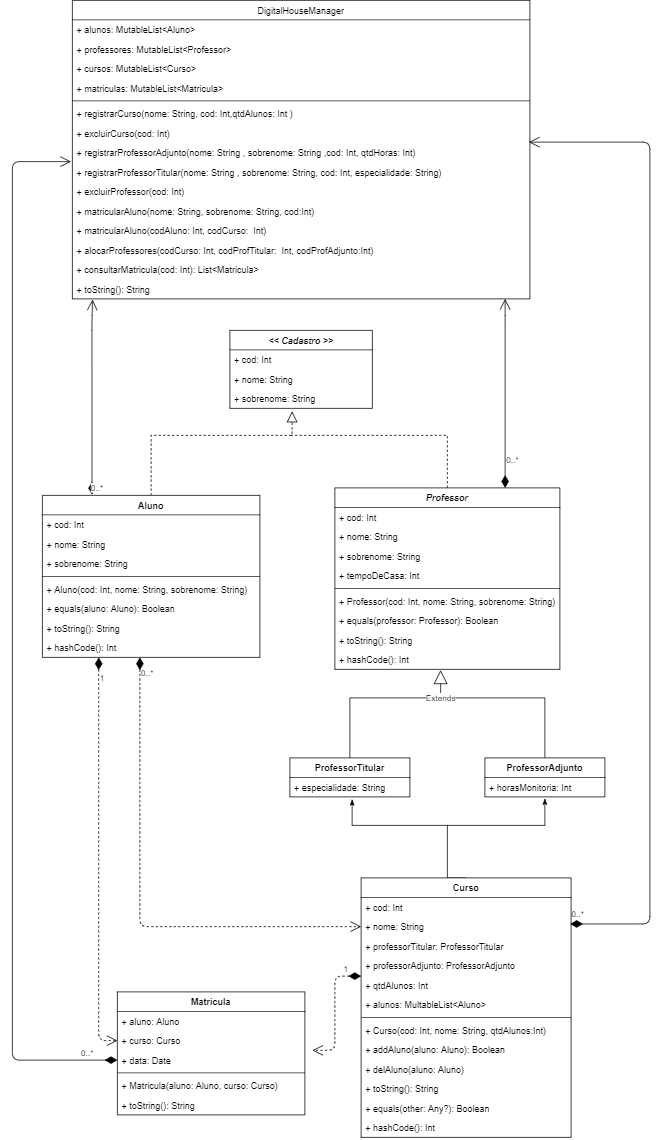 DigitalHouseManager
+ alunos: MutableList<Aluno>
+ professores: MutableList<Professor>
+ cursos: MutableList<Curso>
+ matriculas: MutableList<Matricula>
+ registrarCurso(nome: String, cod: Int,qtdAlunos: Int )
+ excluirCurso(cod: Int)
+ registrarProfessorAdjunto(nome: String , sobrenome: String ,cod: Int, qtdHoras: Int)
+ registrarProfessorTitular(nome: String , sobrenome: String, cod: Int, especialidade: String)
+ excluirProfessor(cod: Int)
+ matricularAluno(nome: String, sobrenome: String, cod:Int)
+ matricularAluno(codAluno: Int, codCurso:  Int)
+ alocarProfessores(codCurso: Int, codProfTitular:  Int, codProfAdjunto:Int)
+ consultarMatricula(cod: Int): List<Matricula>
+ toString(): String
<< Cadastro >>
+ cod: Int
+ nome: String
+ sobrenome: String
0..*
0..*
Aluno
+ cod: Int
+ nome: String
+ sobrenome: String
+ Aluno(cod: Int, nome: String, sobrenome: String)
+ equals(aluno: Aluno): Boolean
+ toString(): String
+ hashCode(): Int
Professor
+ cod: Int
+ nome: String
+ sobrenome: String
+ tempoDeCasa: Int
+ Professor(cod: Int, nome: String, sobrenome: String)
+ equals(professor: Professor): Boolean
+ toString(): String
+ hashCode(): Int
1
0..*
Extends
ProfessorTitular
+ especialidade: String
ProfessorAdjunto
+ horasMonitoria: Int
Curso
+ cod: Int
+ nome: String
+ professorTitular: ProfessorTitular
+ professorAdjunto: ProfessorAdjunto
+ qtdAlunos: Int
+ alunos: MultableList<Aluno>
+ Curso(cod: Int, nome: String, qtdAlunos:Int)
+ addAluno(aluno: Aluno): Boolean
+ delAluno(aluno: Aluno)
+ toString(): String
+ equals(other: Any?): Boolean
+ hashCode(): Int
0..*
1
Matricula
+ aluno: Aluno
+ curso: Curso
+ data: Date
+ Matricula(aluno: Aluno, curso: Curso)
+ toString(): String
0..*